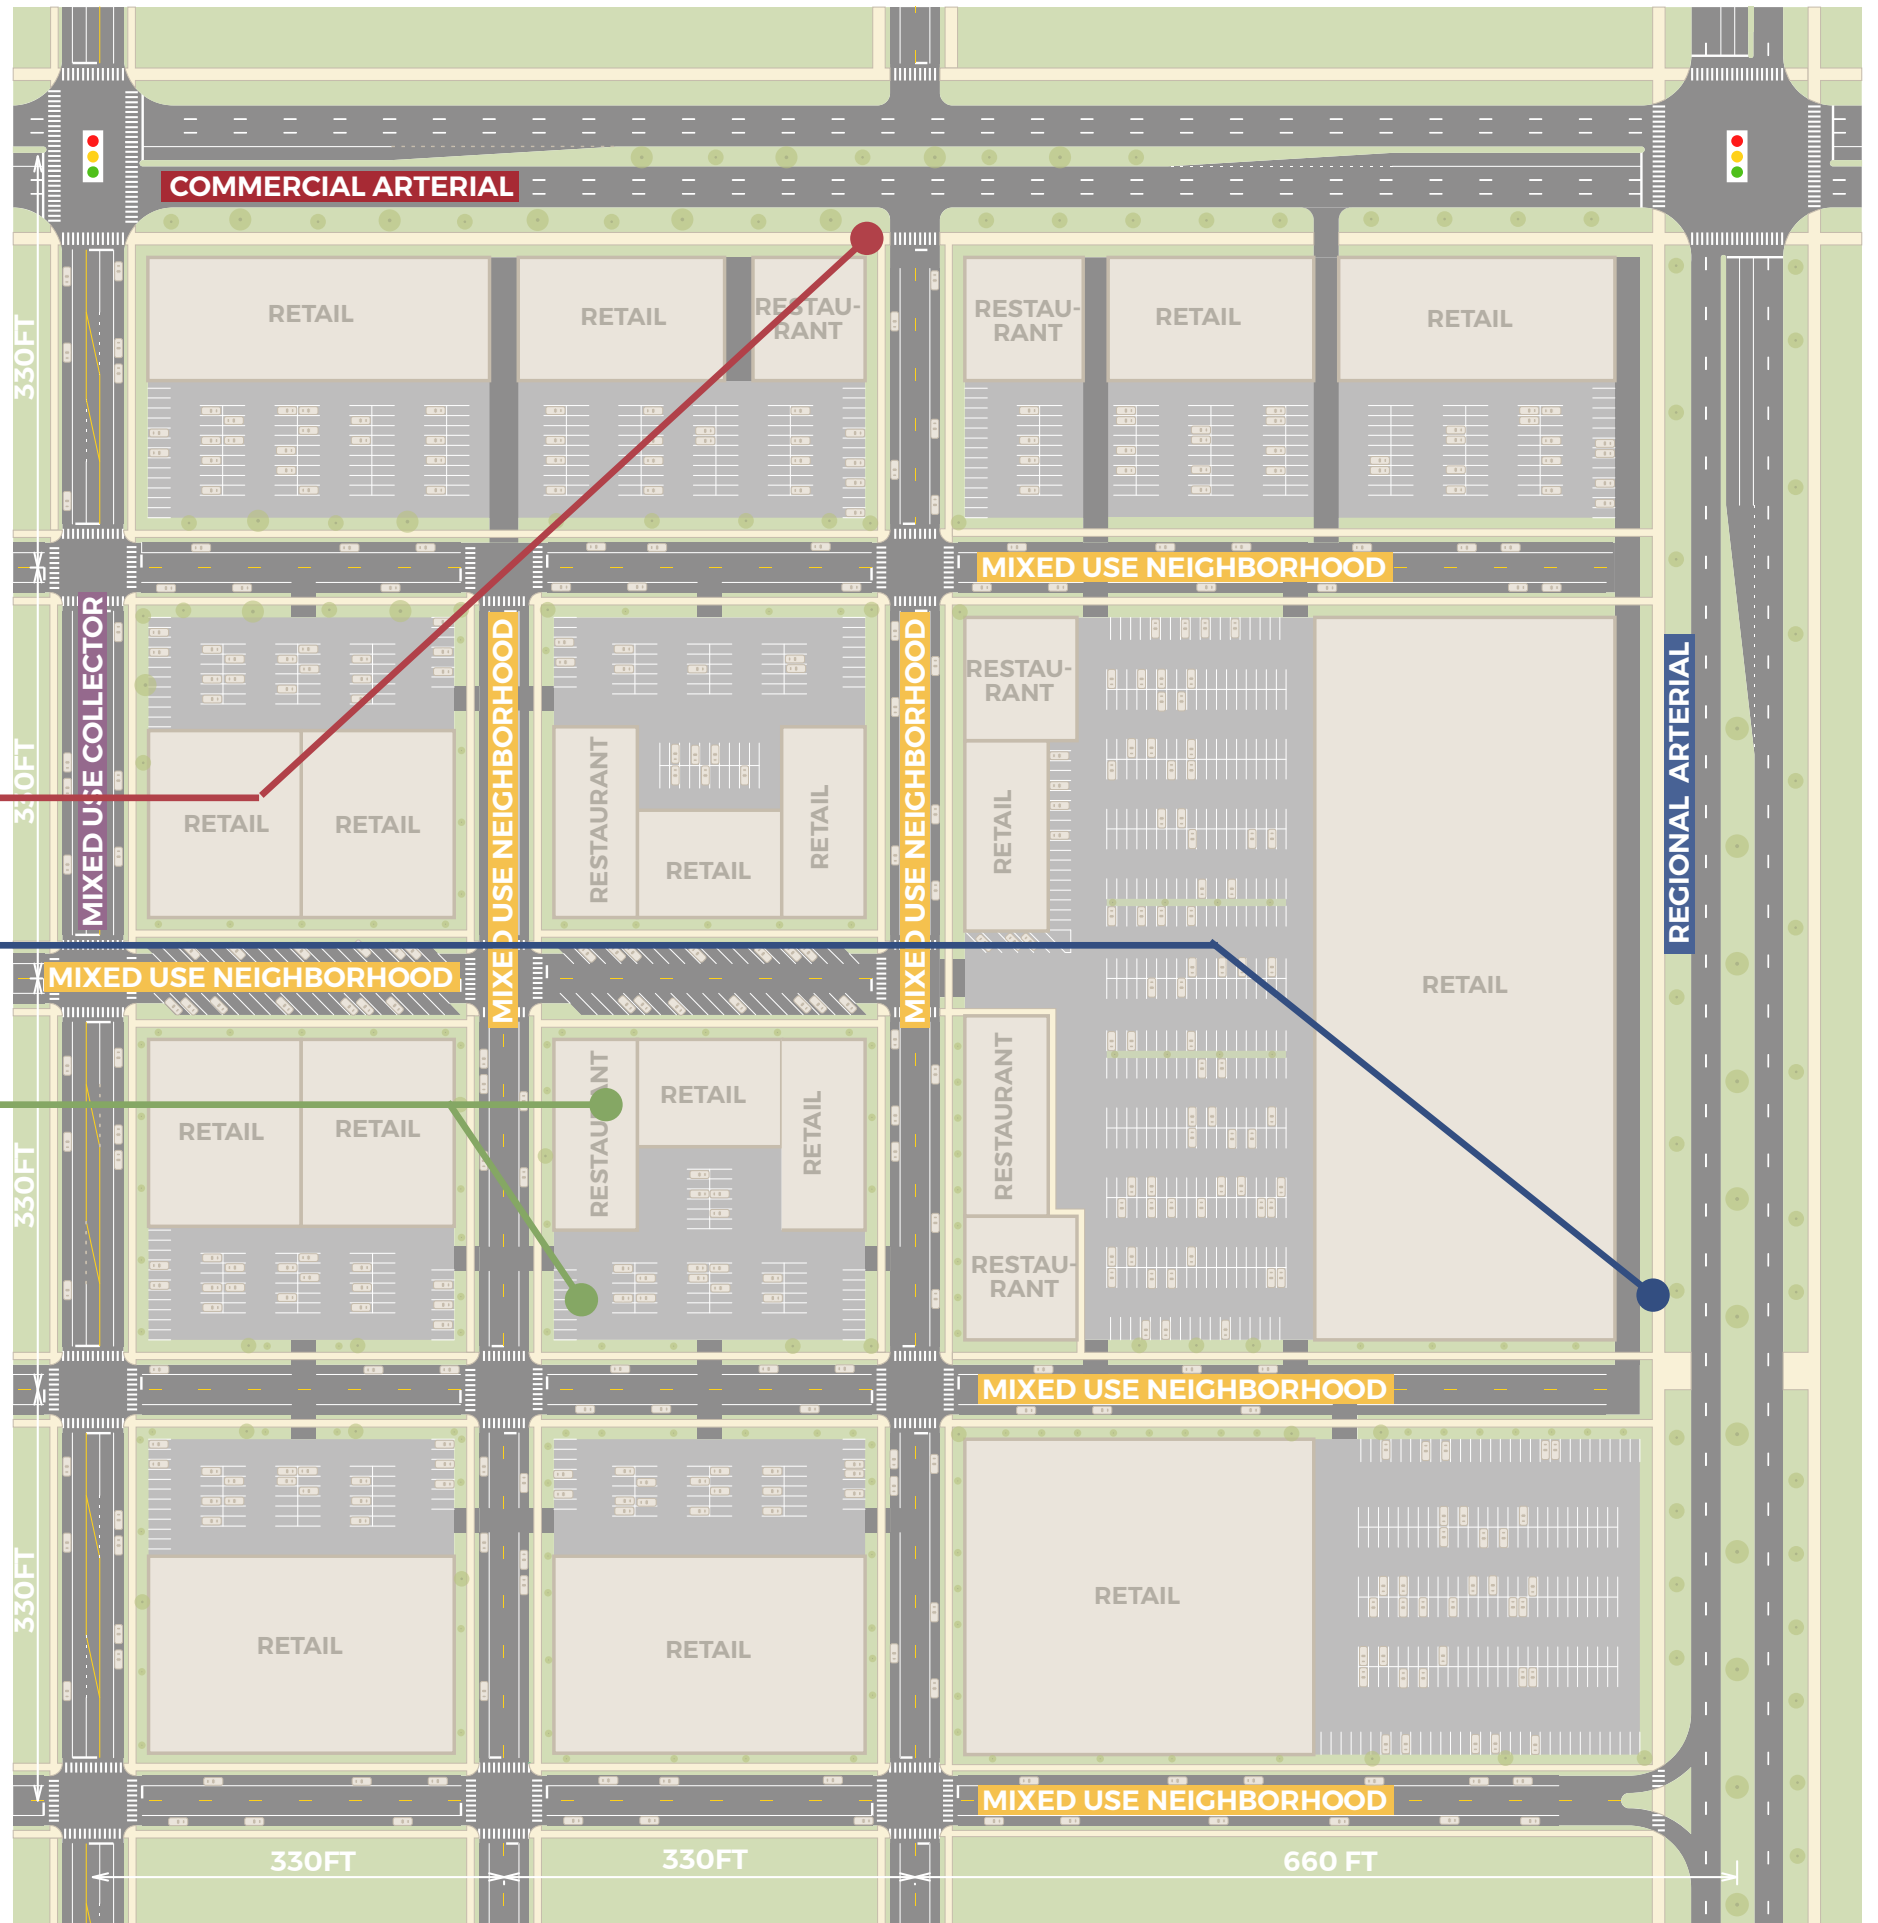 COMMERCIAL ARTERIAL
RETAIL
RETAIL
RESTAU-
RANT
RESTAU-
RANT
RETAIL
RETAIL
330FT
MIXED USE NEIGHBORHOOD
MIXED USE COLLECTOR
MIXED USE NEIGHBORHOOD
MIXED USE NEIGHBORHOOD
REGIONAL ARTERIAL
RESTAU-
RANT
330FT
RETAIL
RETAIL
RESTAURANT
RETAIL
RETAIL
RETAIL
MIXED USE NEIGHBORHOOD
RETAIL
330FT
RETAIL
RETAIL
RESTAURANT
RETAIL
RETAIL
RESTAURANT
RESTAU-
RANT
MIXED USE NEIGHBORHOOD
330FT
RETAIL
RETAIL
RETAIL
MIXED USE NEIGHBORHOOD
330FT
330FT
660 FT